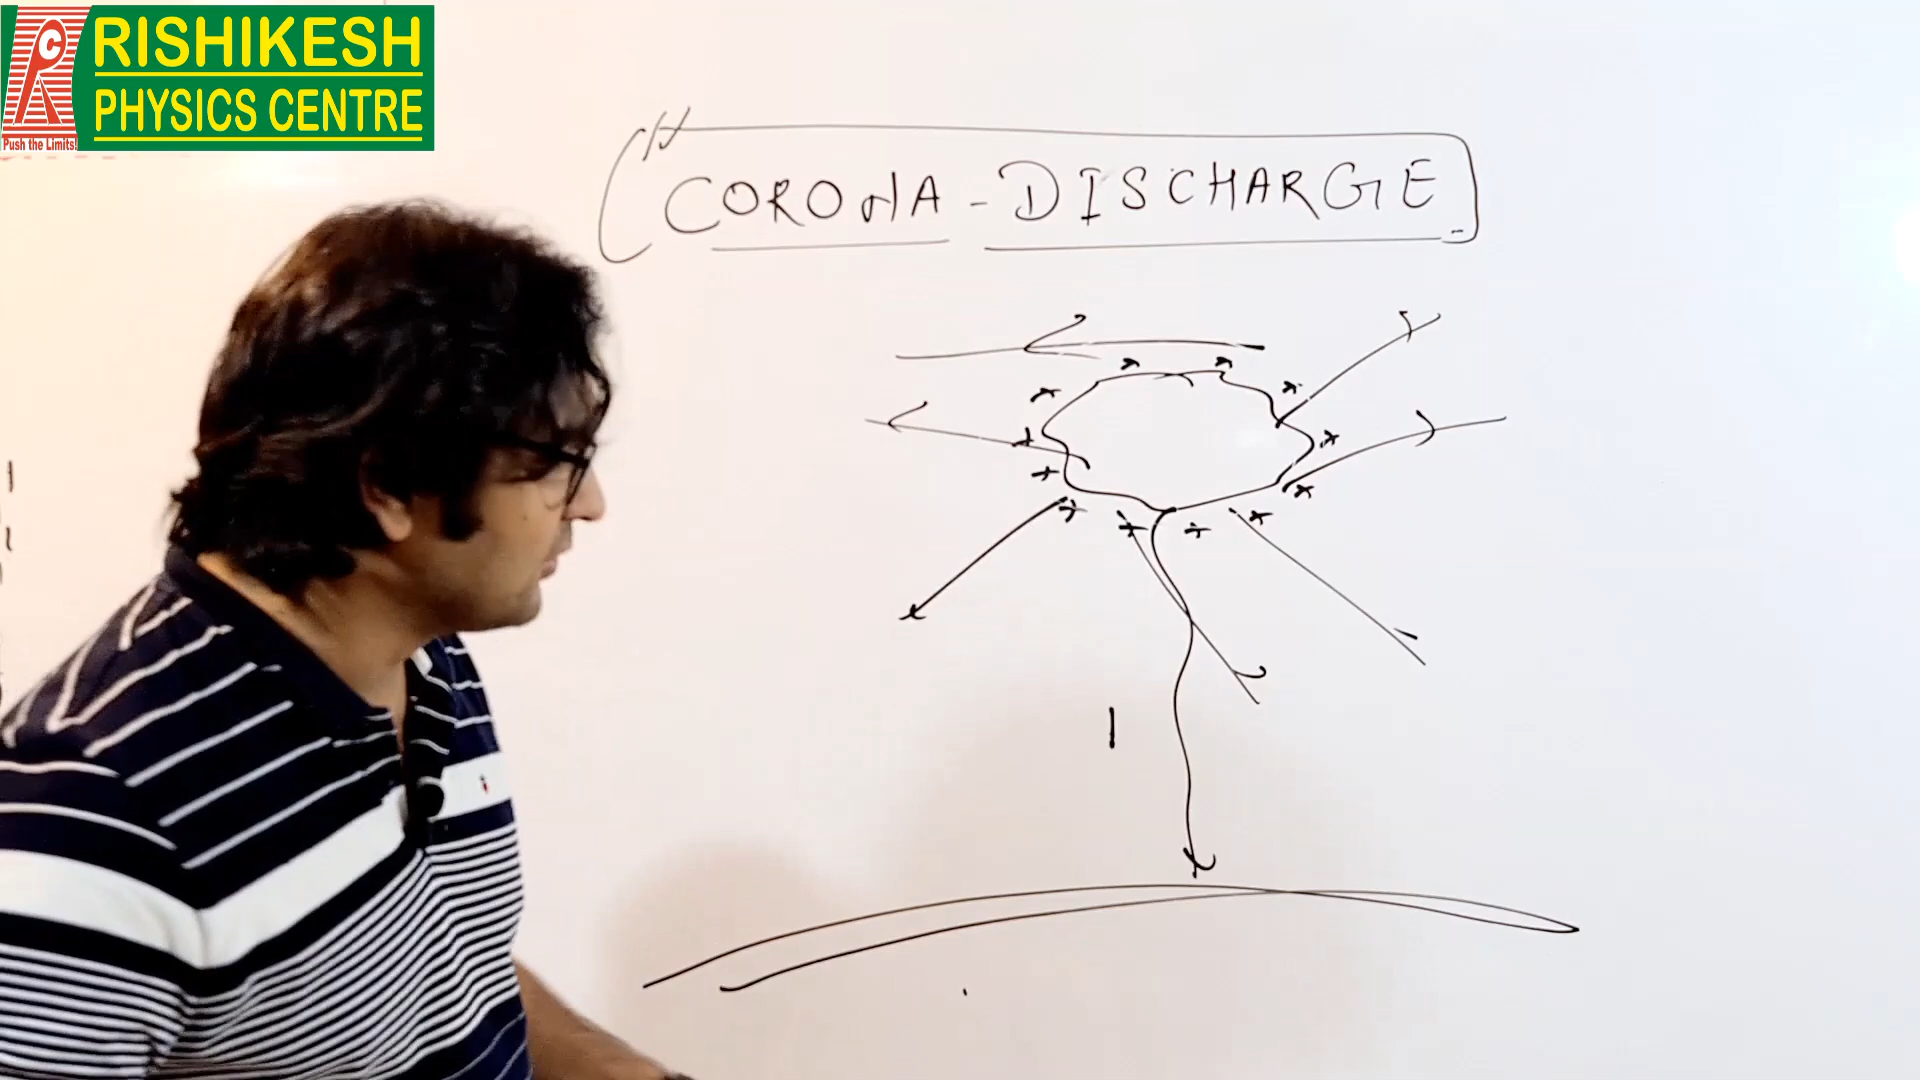 RISHIKESH
PHYSICS CENTRE
Push the Limits!
CORONA - DISCHARGE